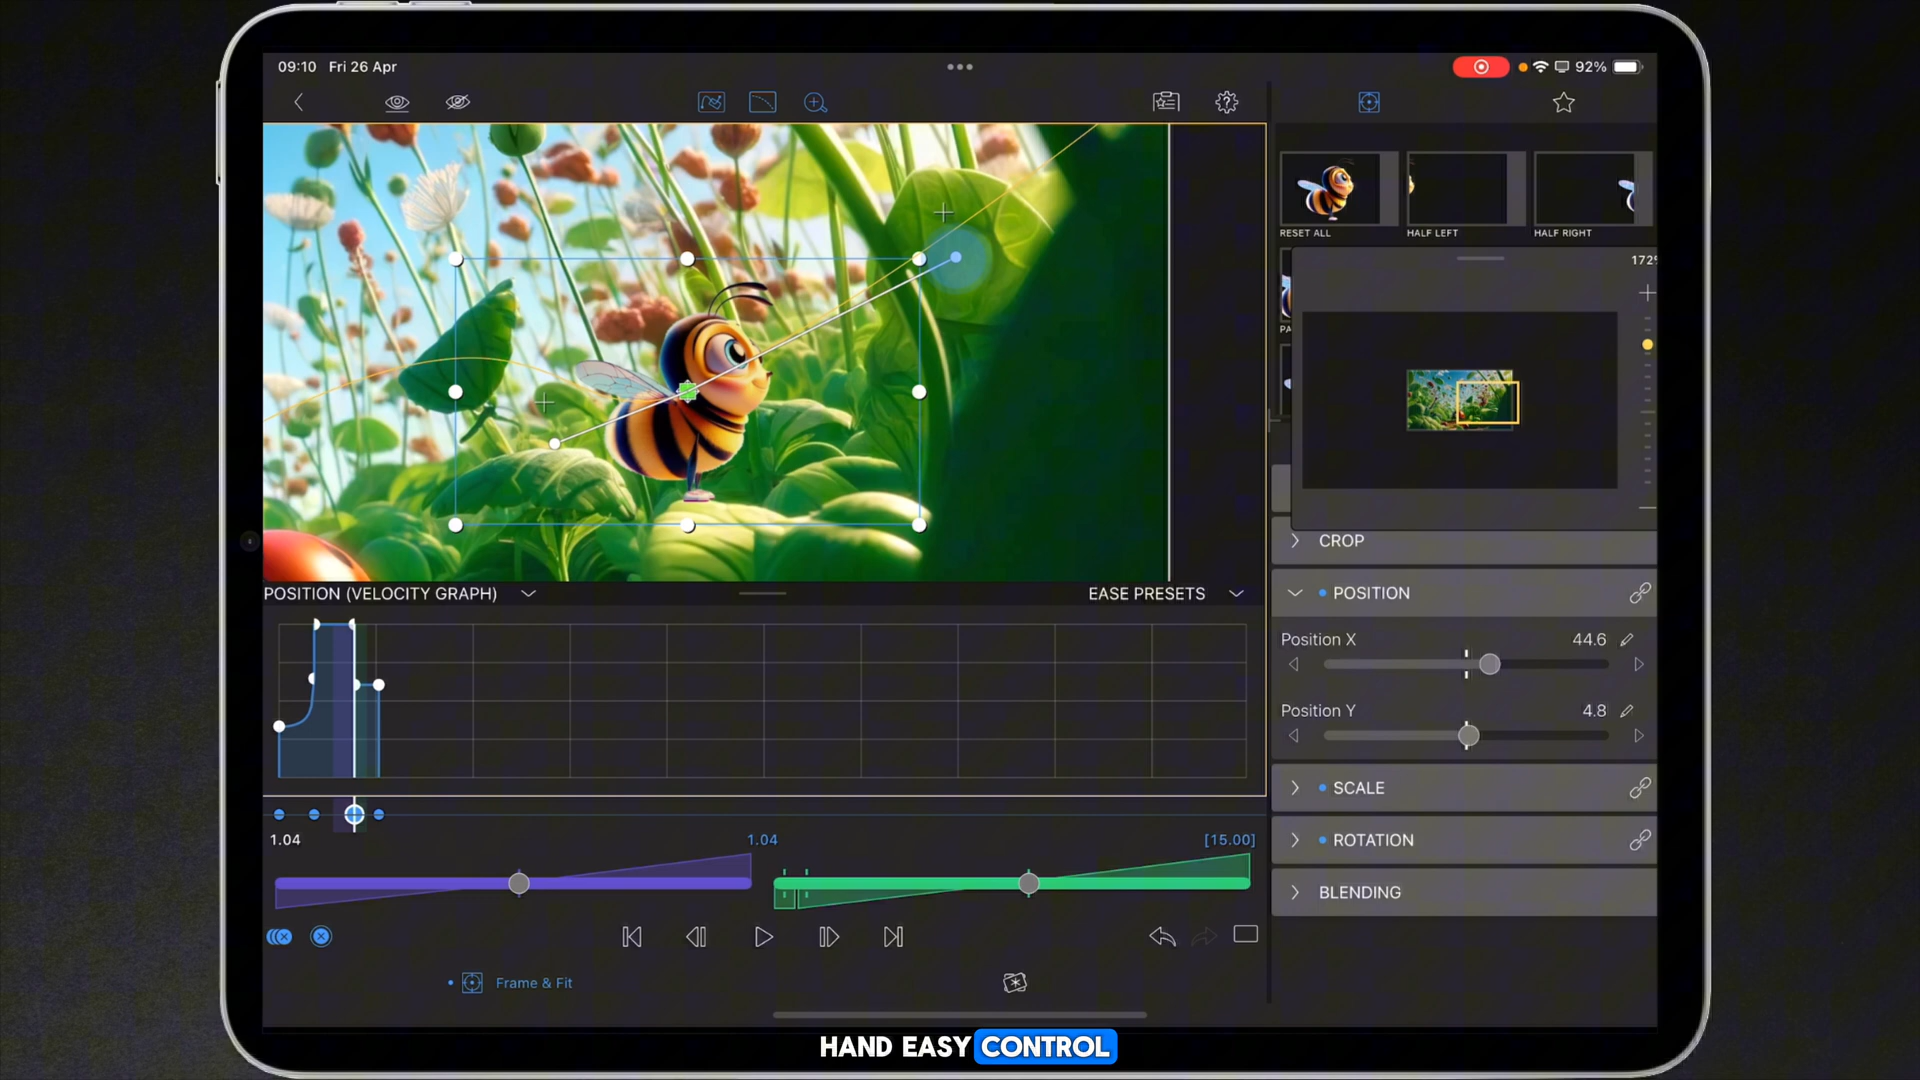 09:10 Fri 26 Apr
92%
RESET ALL
HALF LEFT
HALF RIGHT
172%
PA
CROP
POSITION (VELOCITY GRAPH)
EASE PRESETS
POSITION
Position X
44.6
Position Y
4.8
SCALE
ROTATION
BLENDING
1.04
1.04
[15.00]
Frame & Fit
HAND EASY CONTROL